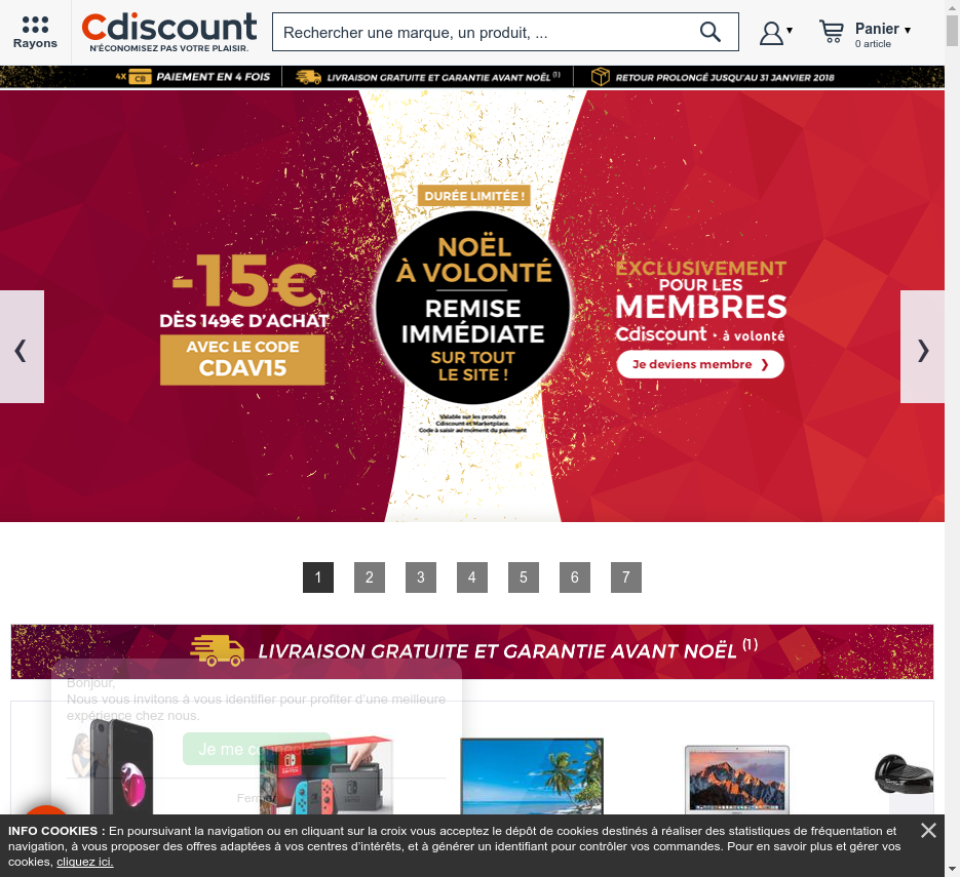 Rayons
Cdiscount
N'ÉCONOMISEZ PAS VOTRE PLAISIR.
Rechercher une marque, un produit, ...
Panier
0 article
4X CB PAIEMENT EN 4 FOIS
LIVRAISON GRATUITE ET GARANTIE AVANT NOËL (1)
RETOUR PROLONGÉ JUSQU'AU 31 JANVIER 2018
-15€
DÈS 149€ D'ACHAT
AVEC LE CODE
CDAV15
DURÉE LIMITÉE !
NOËL
À VOLONTÉ
REMISE
IMMÉDIATE
SUR TOUT
LE SITE !
Valable sur les produits
Cdiscount et Marketplace.
Code à saisir au moment du paiement
EXCLUSIVEMENT
POUR LES
MEMBRES
Cdiscount • à volonté
Je deviens membre ❯
1 2 3 4 5 6 7
LIVRAISON GRATUITE ET GARANTIE AVANT NOËL (1)
Bonjour,
Nous vous invitons à vous identifier pour profiter d'une meilleure
expérience chez nous.
Je me connecte
INFO COOKIES : En poursuivant la navigation ou en cliquant sur la croix vous acceptez le dépôt de cookies destinés à réaliser des statistiques de fréquentation et
navigation, à vous proposer des offres adaptées à vos centres d'intérêts, et à générer un identifiant pour contrôler vos commandes. Pour en savoir plus et gérer vos
cookies, cliquez ici.